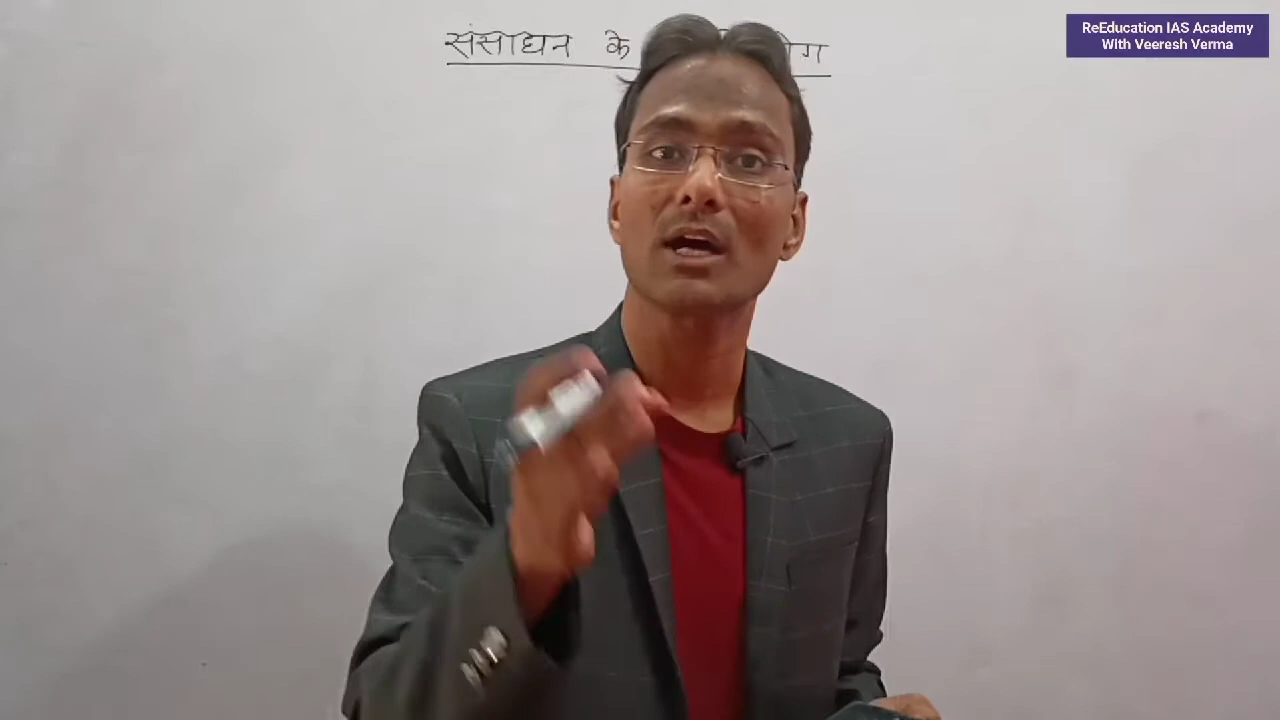 संसाधन के
ReEducation IAS Academy
With Veeresh Verma